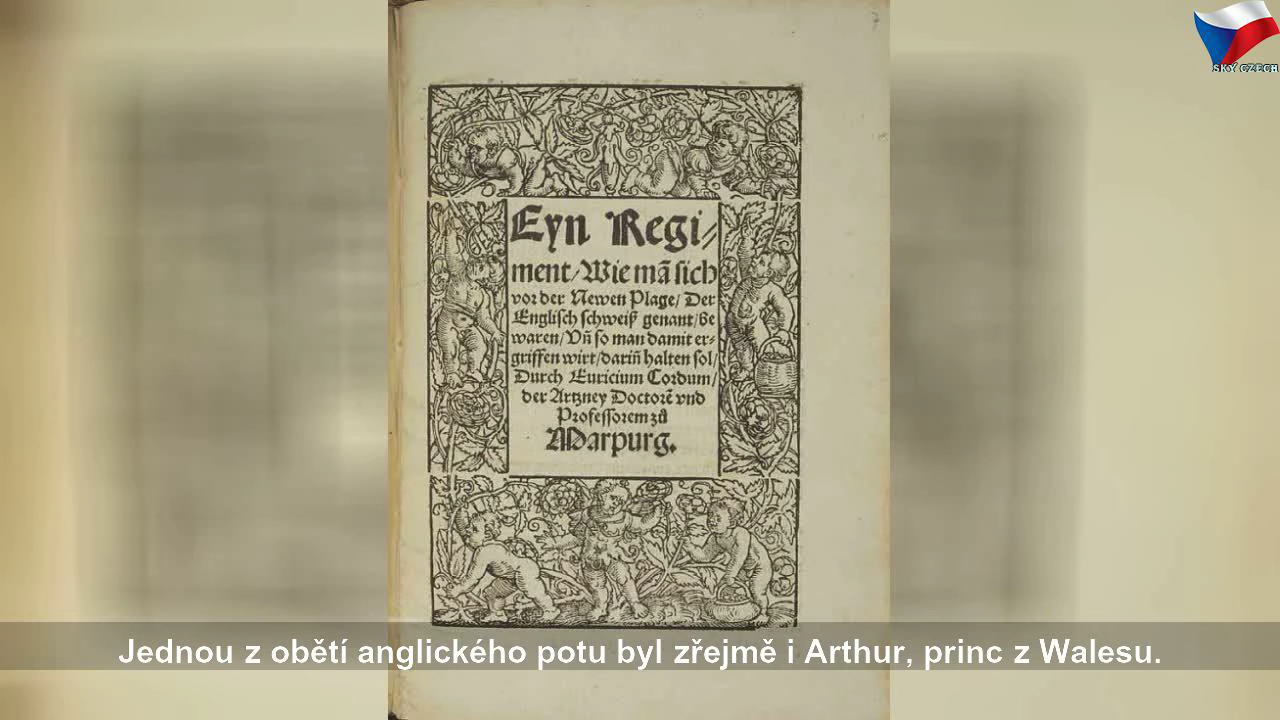 SKY CZECH
Eyn Regi⸗
ment/Wie mã sich
vor der Newen Plage/ Der
Englisch schweiß genant/be
waren/Vñ so man damit er⸗
griffen wirt/dariñ halten sol/
Durch Euricium Cordum/
der Artzney Doctorẽ vnd
Professorem zů
Marpurg.
Jednou z obětí anglického potu byl zřejmě i Arthur, princ z Walesu.